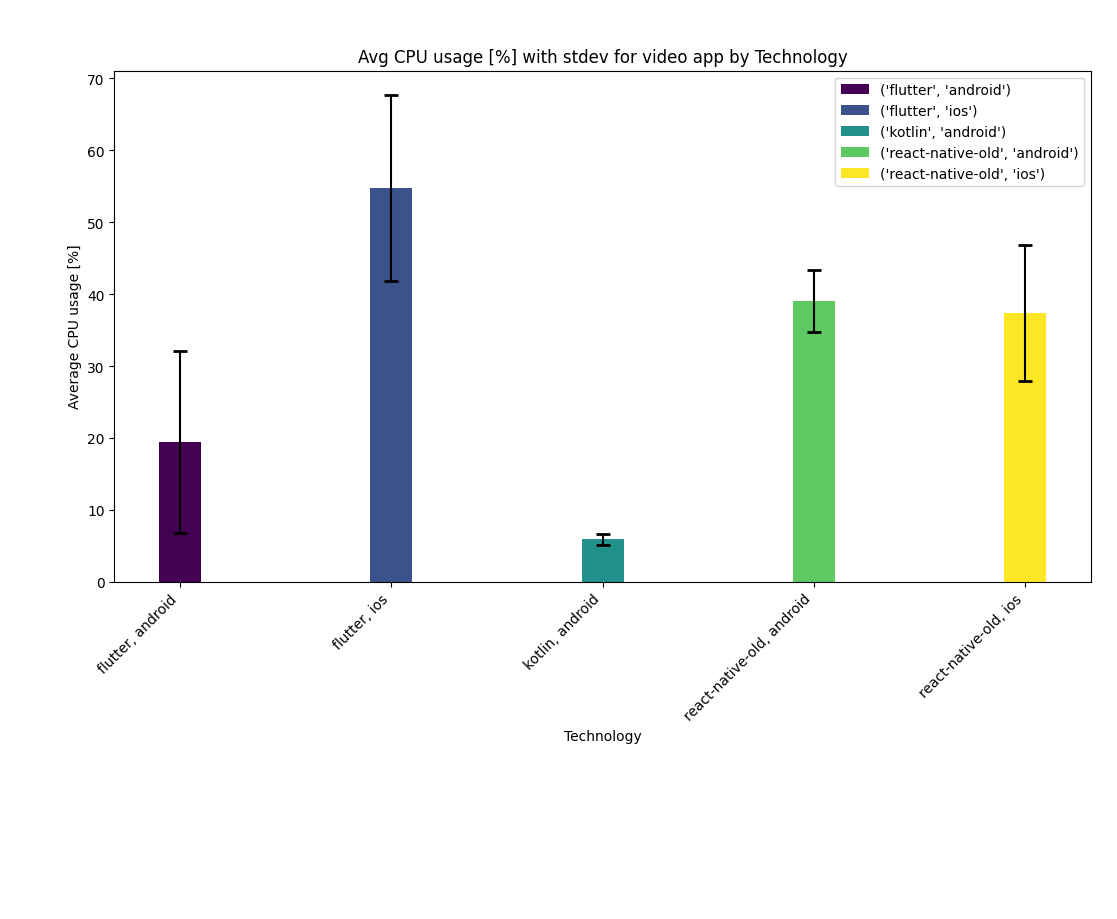 Avg CPU usage [%] with stdev for video app by Technology
('flutter', 'android')
('flutter', 'ios')
('kotlin', 'android')
('react-native-old', 'android')
('react-native-old', 'ios')
Average CPU usage [%]
70
60
50
40
30
20
10
0
flutter, android
flutter, ios
kotlin, android
react-native-old, android
react-native-old, ios
Technology